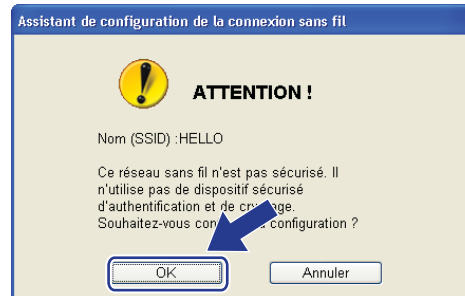 Assistant de configuration de la connexion sans fil
ATTENTION !
Nom (SSID) :HELLO
Ce réseau sans fil n'est pas sécurisé. Il
n'utilise pas de dispositif sécurisé
d'authentification et de
Souhaitez-vous configuration ?
OK
Annuler